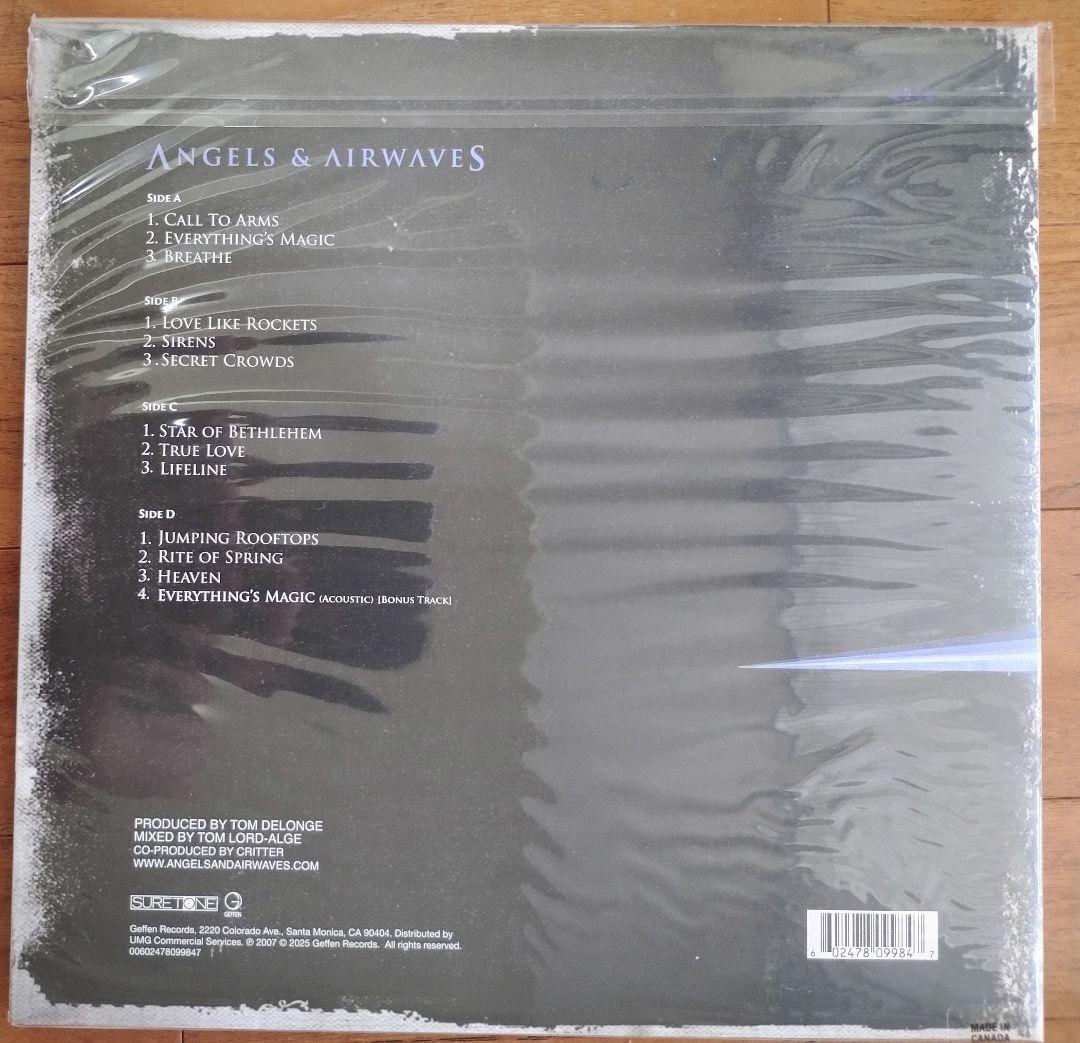 ANGELS & AIRWAVES
SIDE A
1. CALL TO ARMS
2. EVERYTHING'S MAGIC
3. BREATHE
SIDE B
1. LOVE LIKE ROCKETS
2. SIRENS
3. SECRET CROWDS
SIDE C
1. STAR OF BETHLEHEM
2. TRUE LOVE
3. LIFELINE
SIDE D
1. JUMPING ROOFTOPS
2. RITE OF SPRING
3. HEAVEN
4. EVERYTHING'S MAGIC (ACOUSTIC) [BONUS TRACK]
PRODUCED BY TOM DELONGE
MIXED BY TOM LORD-ALGE
CO-PRODUCED BY CRITTER
WWW.ANGELSANDAIRWAVES.COM
SURETONE GEFFEN
Geffen Records, 2220 Colorado Ave., Santa Monica, CA 90404. Distributed by
UMG Commercial Services. ℗ 2007 © 2025 Geffen Records. All rights reserved.
00602478099847
6 02478 09984 7
MADE IN
CANADA